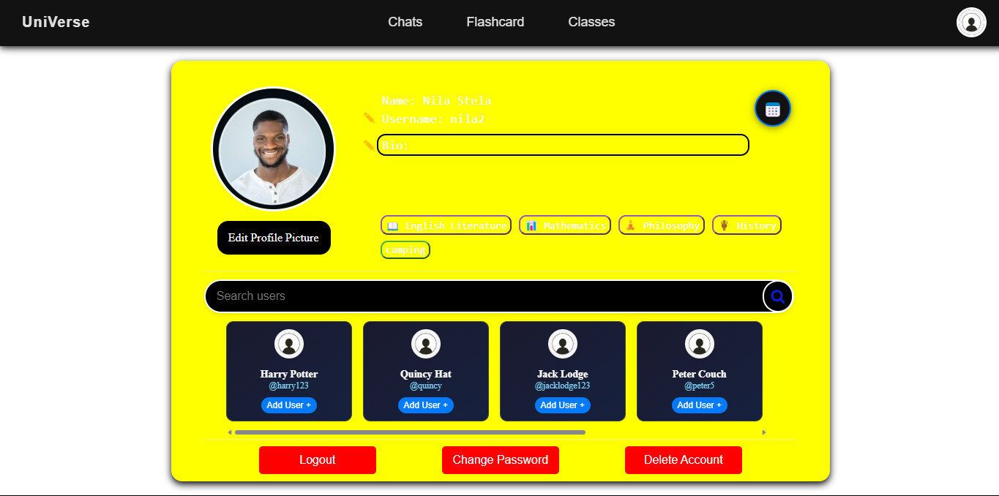 UniVerse
Chats Flashcard Classes
Name: Nila Stela
Username: nila2
Bio:
Edit Profile Picture
English Literature Mathematics Philosophy History
camping
Search users
Harry Potter Quincy Hat Jack Lodge Peter Couch
@harry123 @quincy @jacklodge123 @peter5
Add User + Add User + Add User + Add User +
Logout Change Password Delete Account